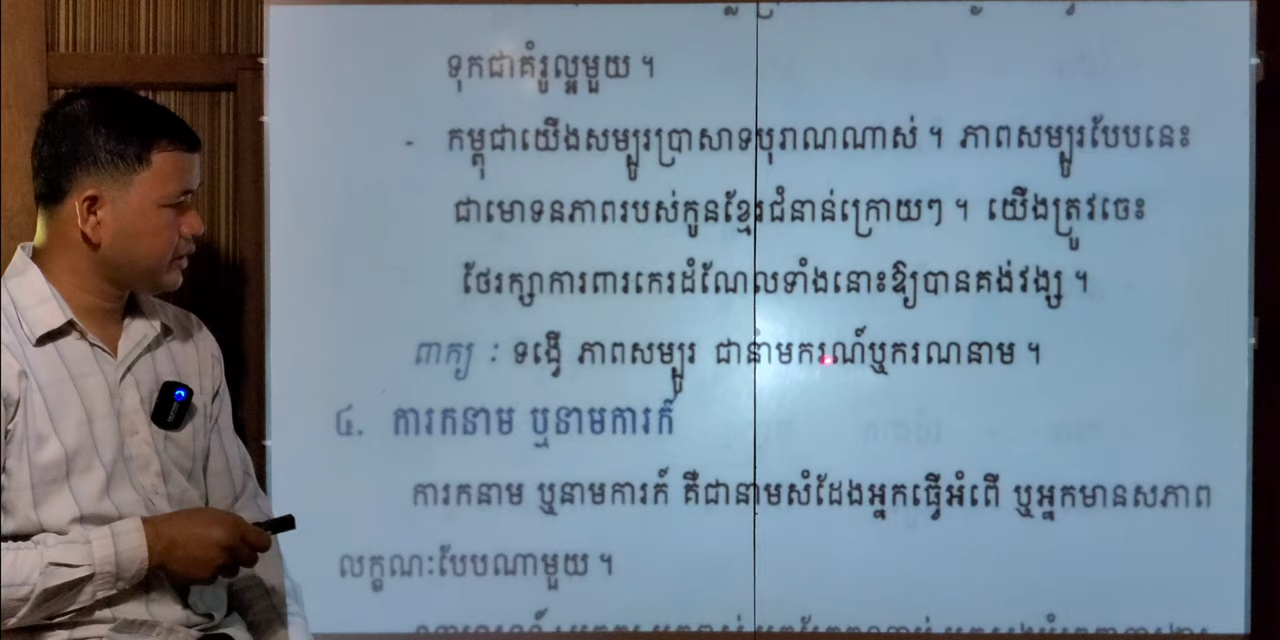 ទុកជាគំរូល្អមួយ ។
- កម្ពុជាយើងសម្បូរប្រាសាទបុរាណណាស់ ។ ភាពសម្បូរបែបនេះ
ជាមោទនភាពរបស់កូនខ្មែរជំនាន់ក្រោយៗ ។ យើងត្រូវចេះ
ថែរក្សាការពារកេរដំណែលទាំងនោះឱ្យបានគង់វង្ស ។
ពាក្យ : ទង្វើ ភាពសម្បូរ ជានាមករណ៍ឬករណនាម ។
៤. ការកនាម ឬនាមការក៍
ការកនាម ឬនាមការក៍ គឺជានាមសំដែងអ្នកធ្វើអំពើ ឬអ្នកមានសភាព
លក្ខណៈបែបណាមួយ ។